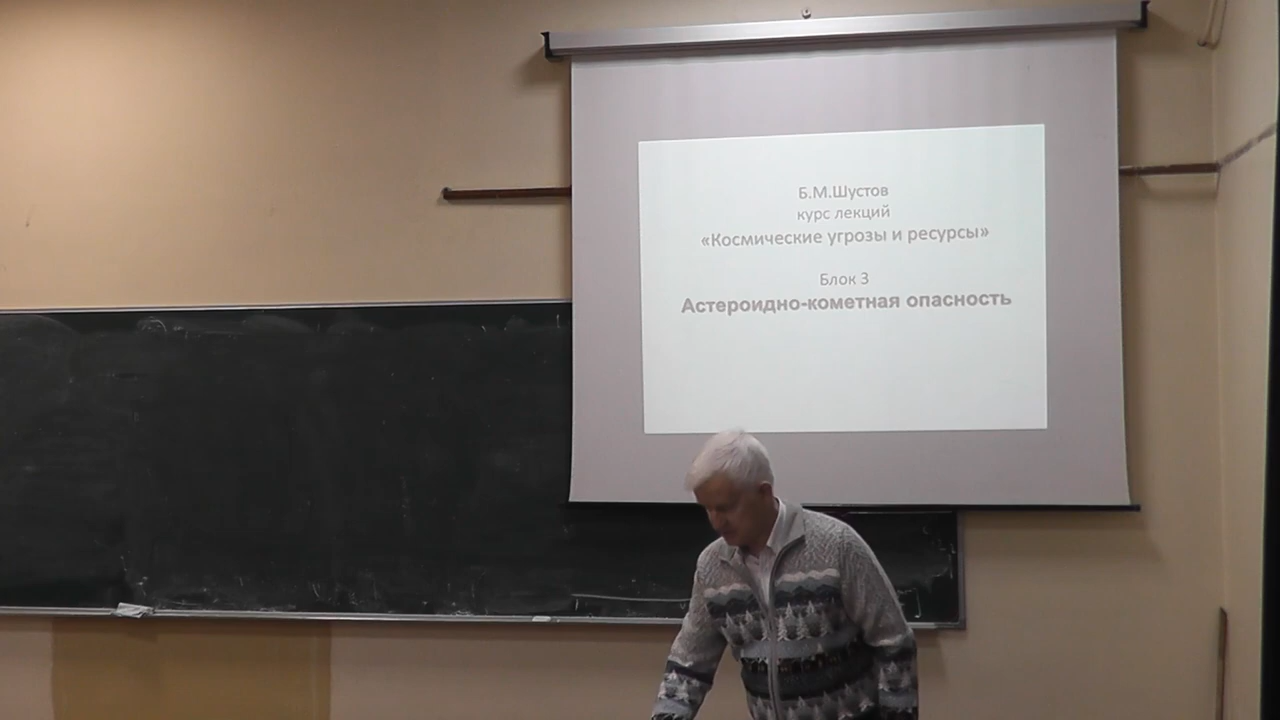 Б.М.Шустов
курс лекций
«Космические угрозы и ресурсы»
Блок 3
Астероидно-кометная опасность